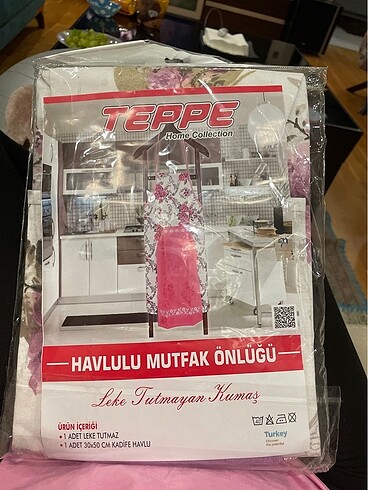 TEPPE
Home Collection
HAVLULU MUTFAK ÖNLÜĞÜ
Leke Tutmayan Kumaş
ÜRÜN İÇERİĞİ
• 1 ADET LEKE TUTMAZ
• 1 ADET 30x50 CM KADİFE HAVLU
Turkey